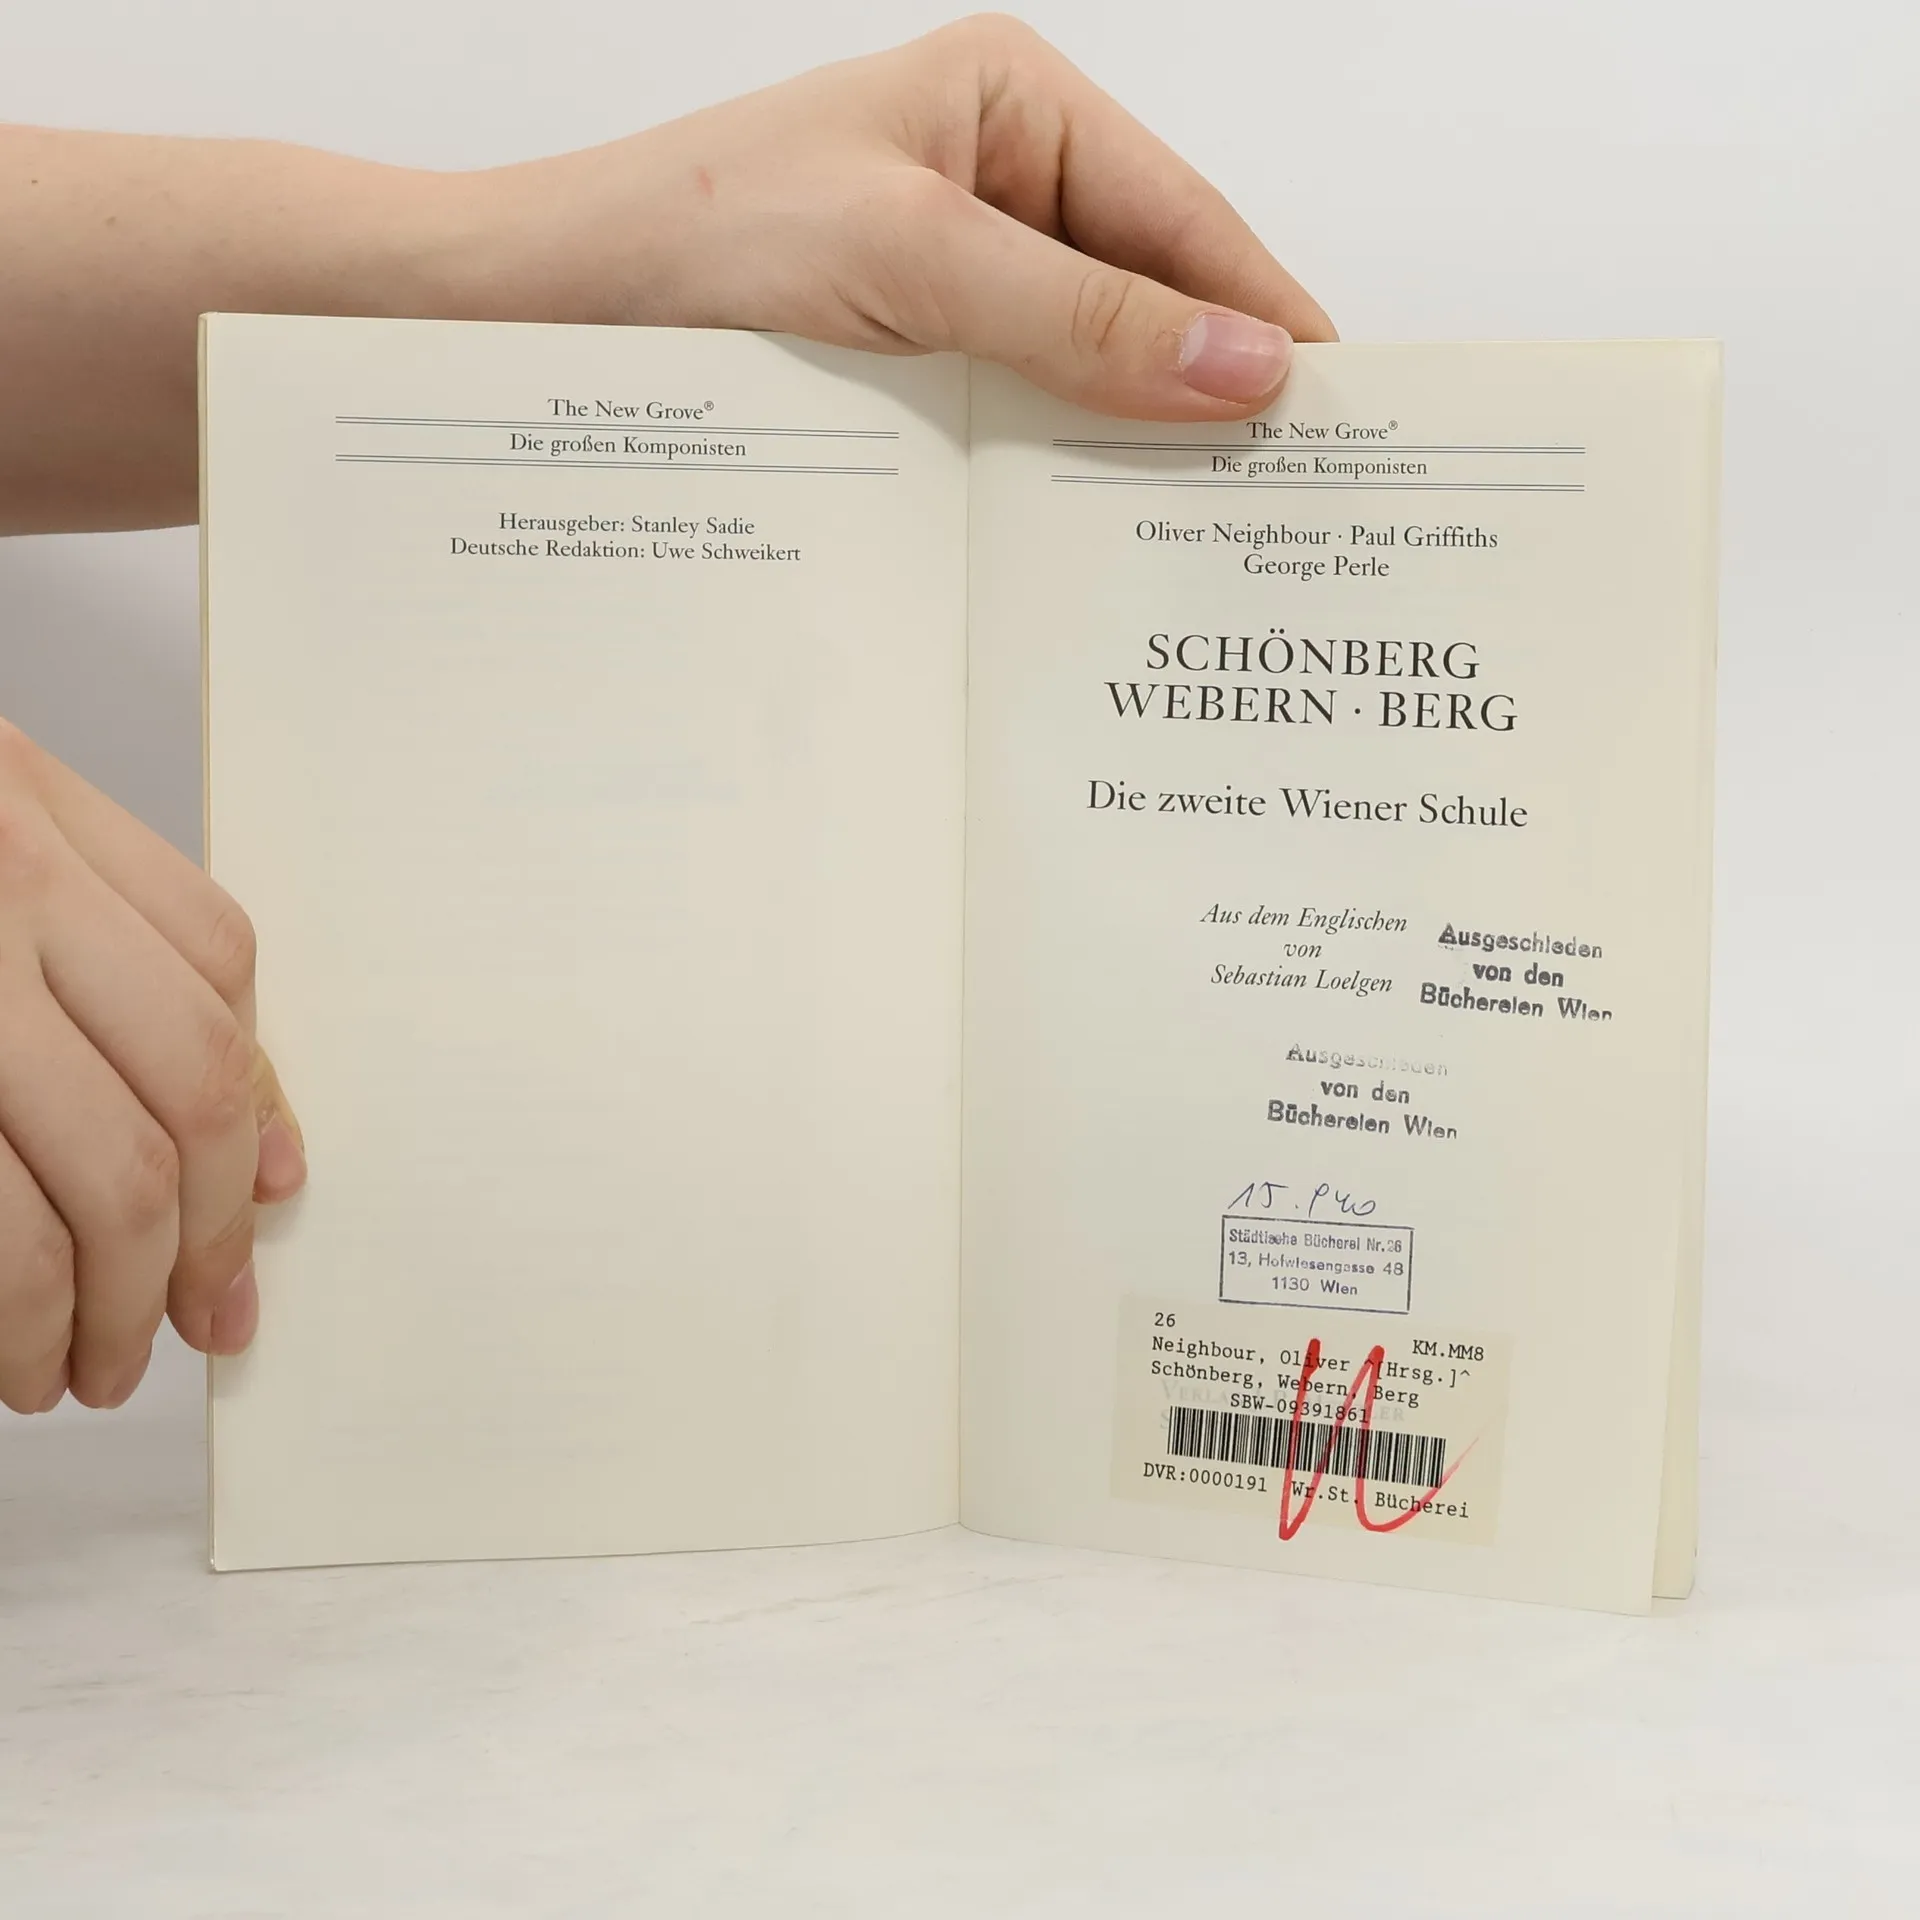 The New Grove®
Die großen Komponisten
Herausgeber: Stanley Sadie
Deutsche Redaktion: Uwe Schweikert
The New Grove®
Die großen Komponisten
Oliver Neighbour · Paul Griffiths
George Perle
SCHÖNBERG
WEBERN · BERG
Die zweite Wiener Schule
Aus dem Englischen
von
Sebastian Loelgen
Ausgeschieden
von den
Büchereien Wien
Ausgeschieden
von den
Büchereien Wien
Städtische Bücherei Nr. 26
13, Hofwiesengasse 48
1130 Wien
26
KM.MM8
Neighbour, Oliver ^[Hrsg.]^
Schönberg, Webern, Berg
SBW-09391861
DVR:0000191 Wr.St. Bücherei